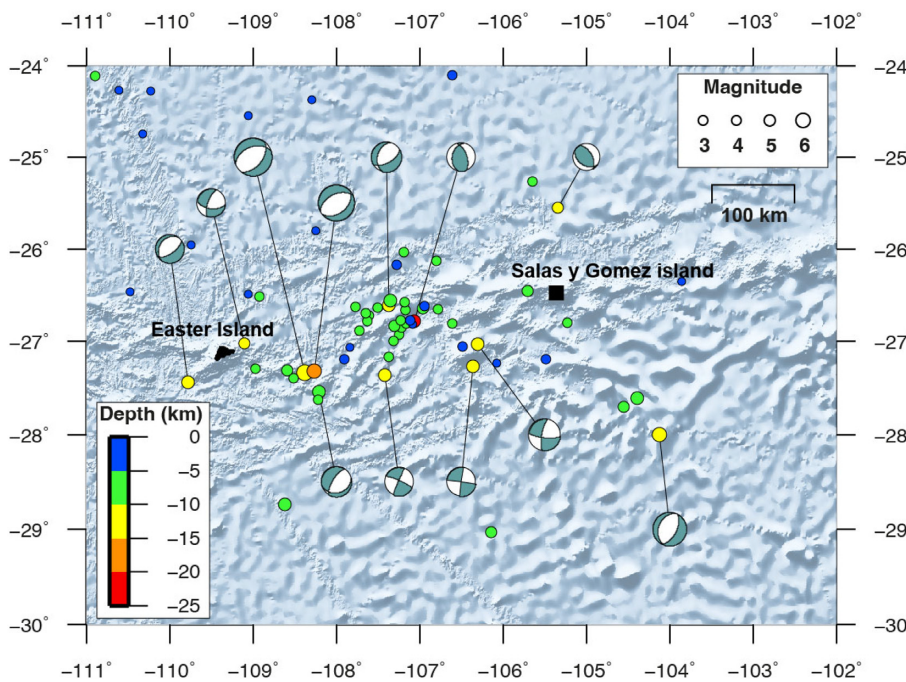 −111° −110° −109° −108° −107° −106° −105° −104° −103° −102°
−24° −24°
Magnitude
3 4 5 6
−25° −25°
100 km
−26° −26°
Salas y Gomez island
Easter Island
−27° −27°
Depth (km)
0
−5
−10
−15
−20
−25
−28° −28°
−29° −29°
−30° −30°
−111° −110° −109° −108° −107° −106° −105° −104° −103° −102°